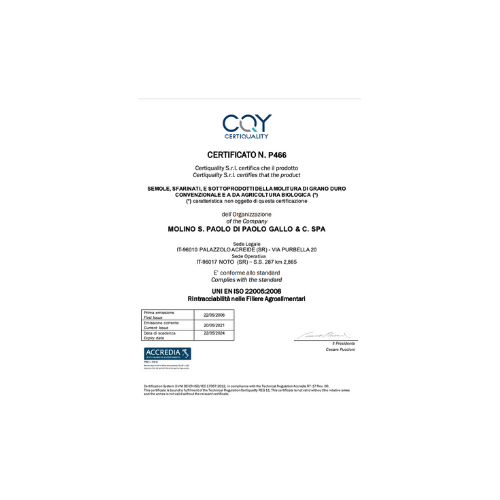 CQY
CERTIQUALITY
CERTIFICATO N. P466
Certiquality S.r.l. certifica che il prodotto
Certiquality S.r.l. certifies that the product
SEMOLE, SFARINATI, E SOTTOPRODOTTI DELLA MOLITURA DI GRANO DURO
CONVENZIONALE E A DA AGRICOLTURA BIOLOGICA (*)
(*) caratteristica non oggetto di questa certificazione
dell'Organizzazione
of the Company
MOLINO S. PAOLO DI PAOLO GALLO & C. SPA
Sede Legale
IT-96010 PALAZZOLO ACREIDE (SR) - VIA PURBELLA 20
Sede Operativa
IT-96017 NOTO (SR) – S.S. 287 km 2,865
E' conforme allo standard
Complies with the standard
UNI EN ISO 22005:2008
Rintracciabilità nelle Filiere Agroalimentari
Prima emissione
First issue
22/05/2006
Emissione corrente
Current issue
20/05/2021
Data di scadenza
Expiry date
22/05/2024
ACCREDIA
Il Presidente
Cesare Puccioni